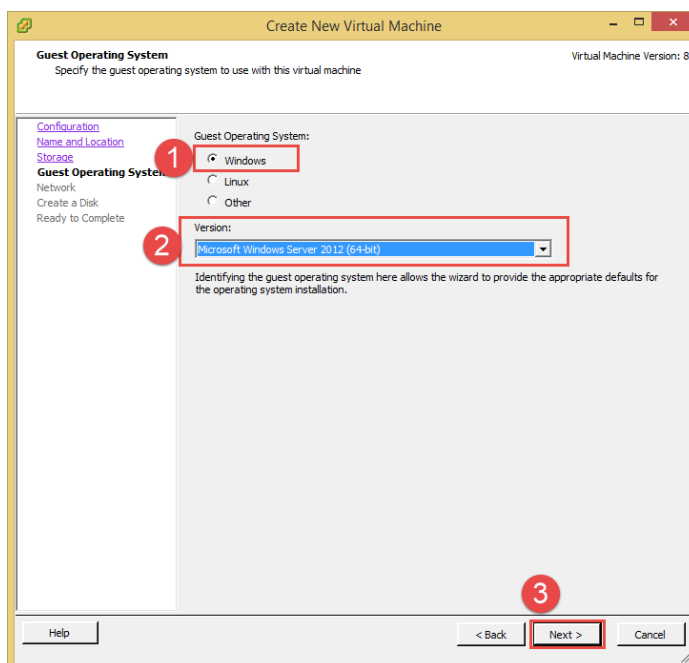 Create New Virtual Machine
Guest Operating System
Specify the guest operating system to use with this virtual machine
Virtual Machine Version: 8
Configuration
Name and Location
Storage
Guest Operating System
Network
Create a Disk
Ready to Complete
Guest Operating System:
1
Windows
Linux
Other
Version:
2
Microsoft Windows Server 2012 (64-bit)
Identifying the guest operating system here allows the wizard to provide the appropriate defaults for
the operating system installation.
3
Help
< Back
Next >
Cancel